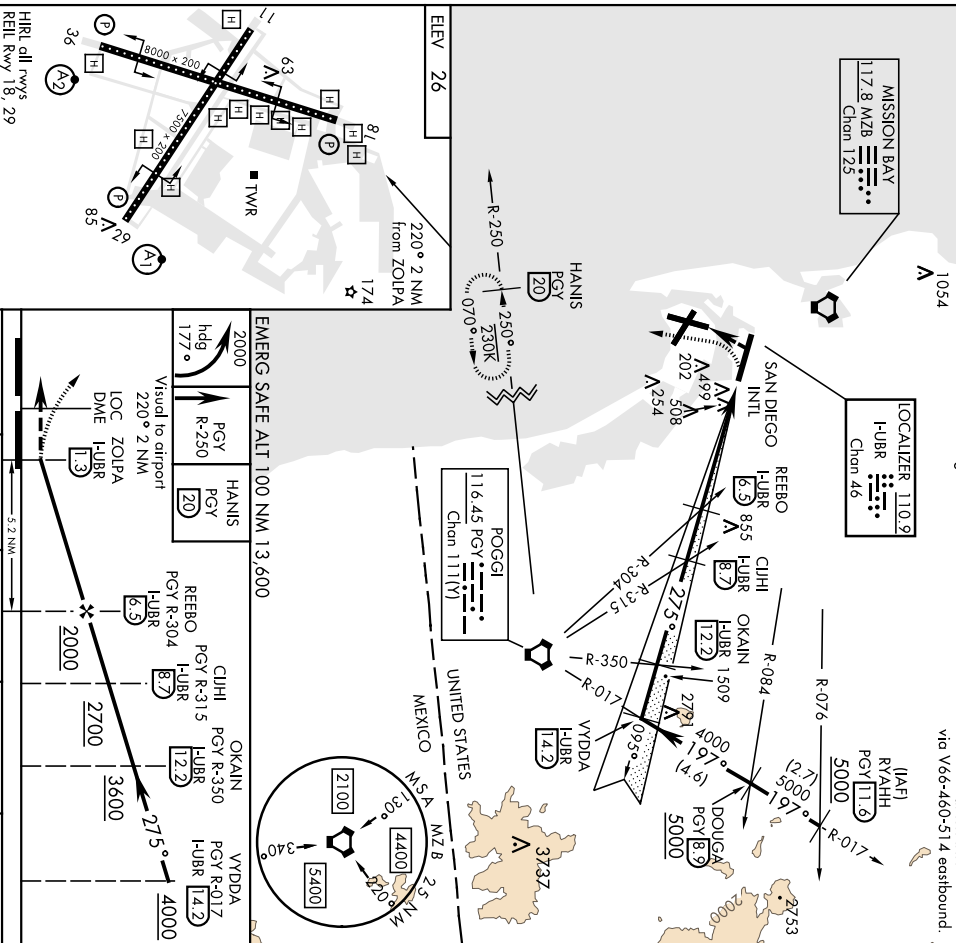 via V66-460-514 eastbound.
MISSION BAY
117.8 MZB
Chan 125
1054
LOCALIZER 110.9
I-UBR
Chan 46
SAN DIEGO
INTL
499
202
508
254
REEBO
I-UBR
6.5
855
CIJHI
I-UBR
8.7
OKAIN
I-UBR
12.2
1509
275°
095°
VYDDA
I-UBR
14.2
R-304
R-315
R-350
R-017
4000
197°
(4.6)
R-084
R-076
DOUGA
PGY 8.9
5000
(2.7)
5000
197°
(IAF)
RYAHH
PGY 11.6
5000
R-017
2753
2000
3737
POGGI
116.45 PGY
Chan 111(Y)
HANIS
PGY
20
R-250
250°
230K
070°
UNITED STATES
MEXICO
MSA MZB 25 NM
2100
130°
4400
220°
5400
340°
ELEV 26
11
36
8000 x 200
63
18
7500 x 200
29
85
H
H
H
H
H
H
H
H
H
H
H
P
P
P
A2
A1
TWR
220° 2 NM
from ZOLPA
174
HIRL all rwys
REIL Rwy 18, 29
EMERG SAFE ALT 100 NM 13,600
2000
hdg
177°
PGY
R-250
HANIS
PGY
20
Visual to airport
220° 2 NM
LOC
DME
ZOLPA
I-UBR
1.3
5.2 NM
REEBO
PGY R-304
I-UBR
6.5
2000
CIJHI
PGY R-315
I-UBR
8.7
2700
OKAIN
PGY R-350
I-UBR
12.2
3600
275°
VYDDA
PGY R-017
I-UBR
14.2
4000